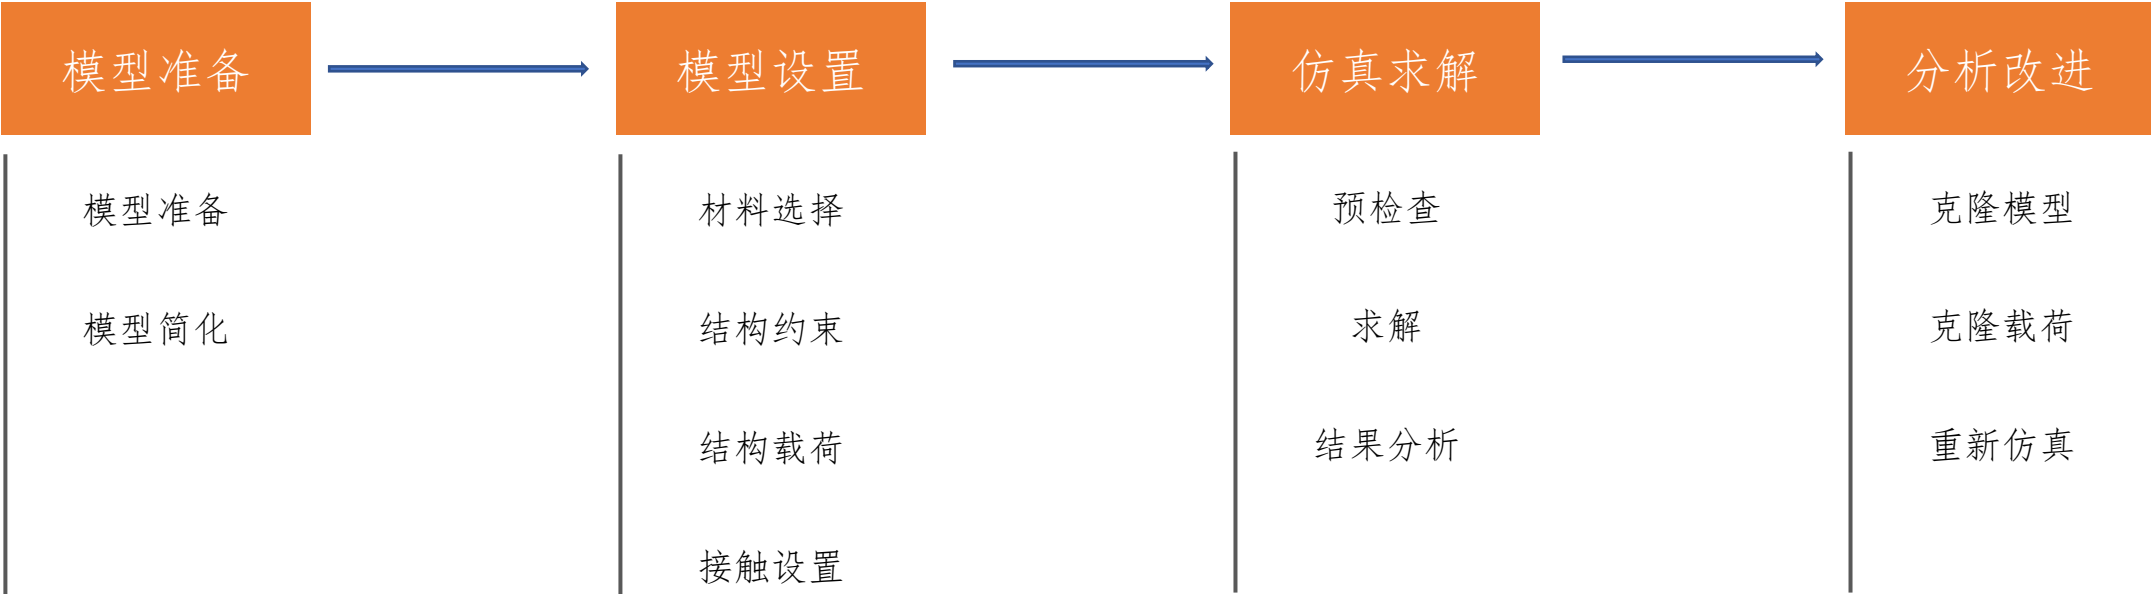 模型准备
模型准备
模型简化
模型设置
材料选择
结构约束
结构载荷
接触设置
仿真求解
预检查
求解
结果分析
分析改进
克隆模型
克隆载荷
重新仿真